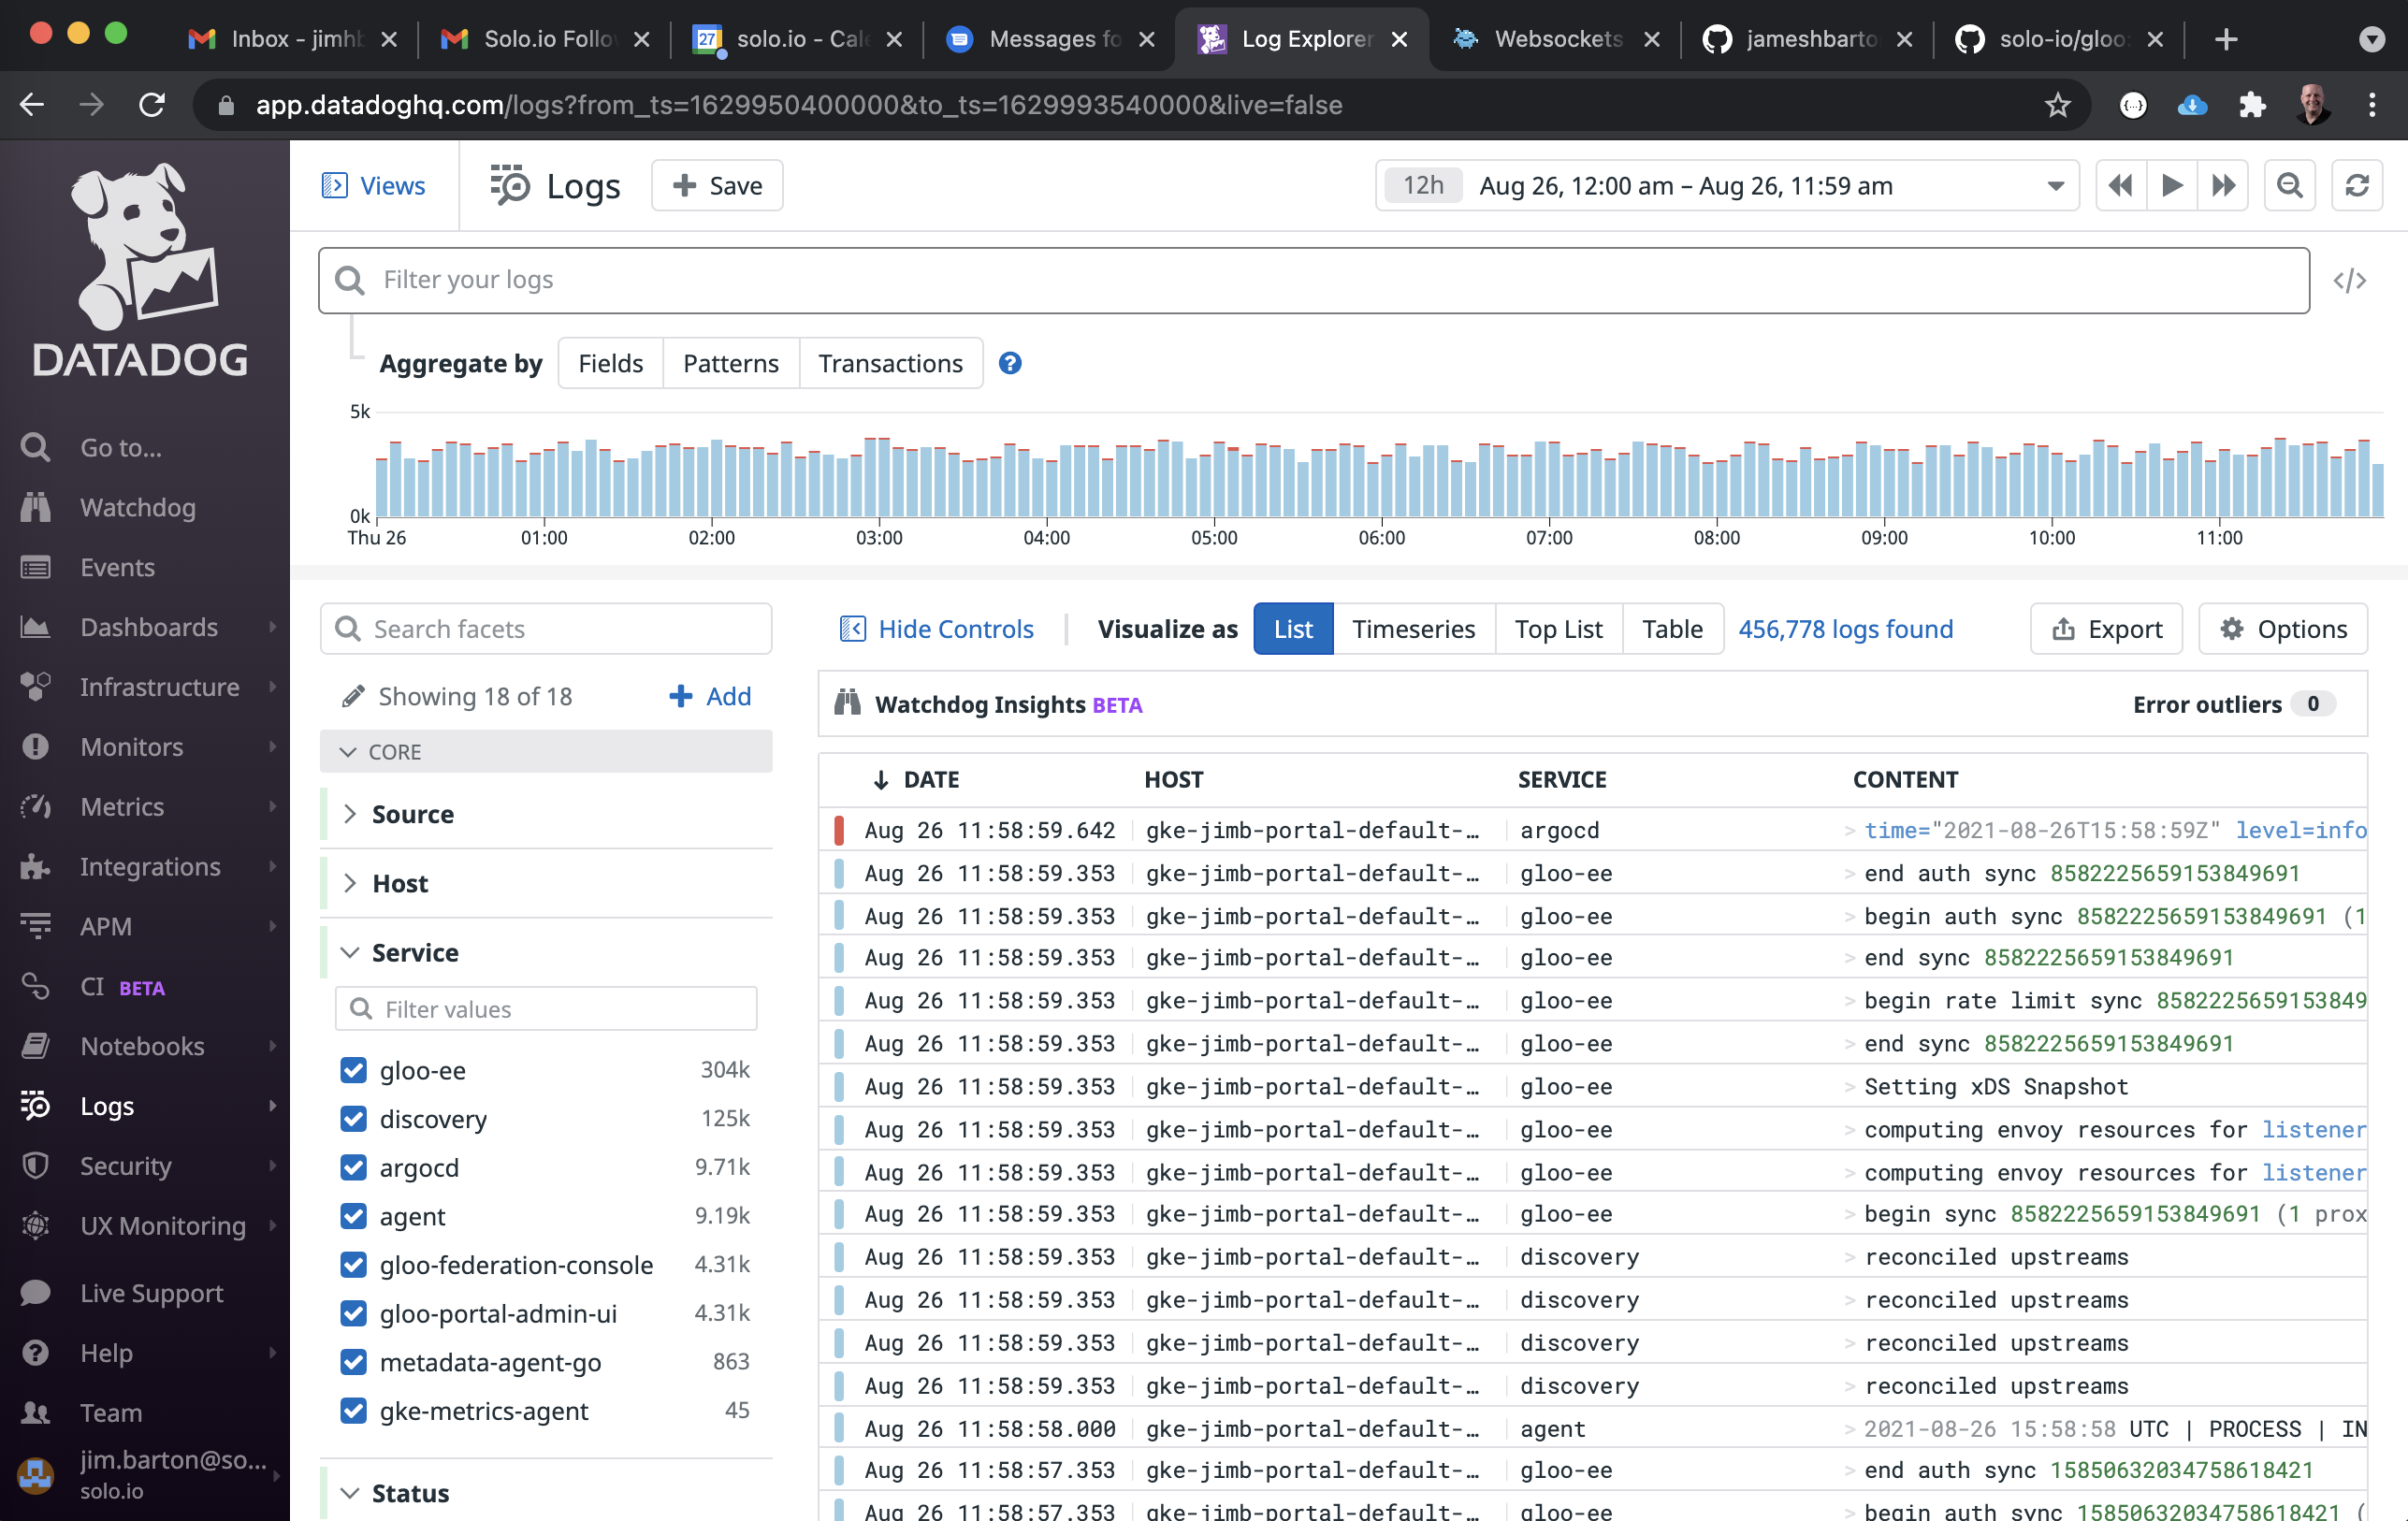 Inbox - jimhb
Solo.io Follo
27
solo.io - Cale
Messages fo
Log Explorer
Websockets
jameshbarto
solo-io/gloo
app.datadoghq.com/logs?from_ts=1629950400000&to_ts=1629993540000&live=false
DATADOG
Go to...
Watchdog
Events
Dashboards
Infrastructure
Monitors
Metrics
Integrations
APM
CI BETA
Notebooks
Logs
Security
UX Monitoring
Live Support
Help
Team
jim.barton@so...
solo.io
Views
Logs
+ Save
12h Aug 26, 12:00 am – Aug 26, 11:59 am
Filter your logs
</>
Aggregate by Fields Patterns Transactions ?
5k
0k
Thu 26 01:00 02:00 03:00 04:00 05:00 06:00 07:00 08:00 09:00 10:00 11:00
Search facets
Showing 18 of 18 + Add
CORE
Source
Host
Service
Filter values
gloo-ee 304k
discovery 125k
argocd 9.71k
agent 9.19k
gloo-federation-console 4.31k
gloo-portal-admin-ui 4.31k
metadata-agent-go 863
gke-metrics-agent 45
Status
Hide Controls Visualize as List Timeseries Top List Table 456,778 logs found Export Options
Watchdog Insights BETA Error outliers 0
↓ DATE HOST SERVICE CONTENT
Aug 26 11:58:59.642 gke-jimb-portal-default-… argocd > time="2021-08-26T15:58:59Z" level=info
Aug 26 11:58:59.353 gke-jimb-portal-default-… gloo-ee > end auth sync 8582225659153849691
Aug 26 11:58:59.353 gke-jimb-portal-default-… gloo-ee > begin auth sync 8582225659153849691 (1
Aug 26 11:58:59.353 gke-jimb-portal-default-… gloo-ee > end sync 8582225659153849691
Aug 26 11:58:59.353 gke-jimb-portal-default-… gloo-ee > begin rate limit sync 8582225659153849
Aug 26 11:58:59.353 gke-jimb-portal-default-… gloo-ee > end sync 8582225659153849691
Aug 26 11:58:59.353 gke-jimb-portal-default-… gloo-ee > Setting xDS Snapshot
Aug 26 11:58:59.353 gke-jimb-portal-default-… gloo-ee > computing envoy resources for listener
Aug 26 11:58:59.353 gke-jimb-portal-default-… gloo-ee > computing envoy resources for listener
Aug 26 11:58:59.353 gke-jimb-portal-default-… gloo-ee > begin sync 8582225659153849691 (1 prox
Aug 26 11:58:59.353 gke-jimb-portal-default-… discovery > reconciled upstreams
Aug 26 11:58:59.353 gke-jimb-portal-default-… discovery > reconciled upstreams
Aug 26 11:58:59.353 gke-jimb-portal-default-… discovery > reconciled upstreams
Aug 26 11:58:59.353 gke-jimb-portal-default-… discovery > reconciled upstreams
Aug 26 11:58:58.000 gke-jimb-portal-default-… agent > 2021-08-26 15:58:58 UTC | PROCESS | IN
Aug 26 11:58:57.353 gke-jimb-portal-default-… gloo-ee > end auth sync 15850632034758618421
Aug 26 11:58:57.353 gke-jimb-portal-default-… gloo-ee > begin auth sync 15850632034758618421 (